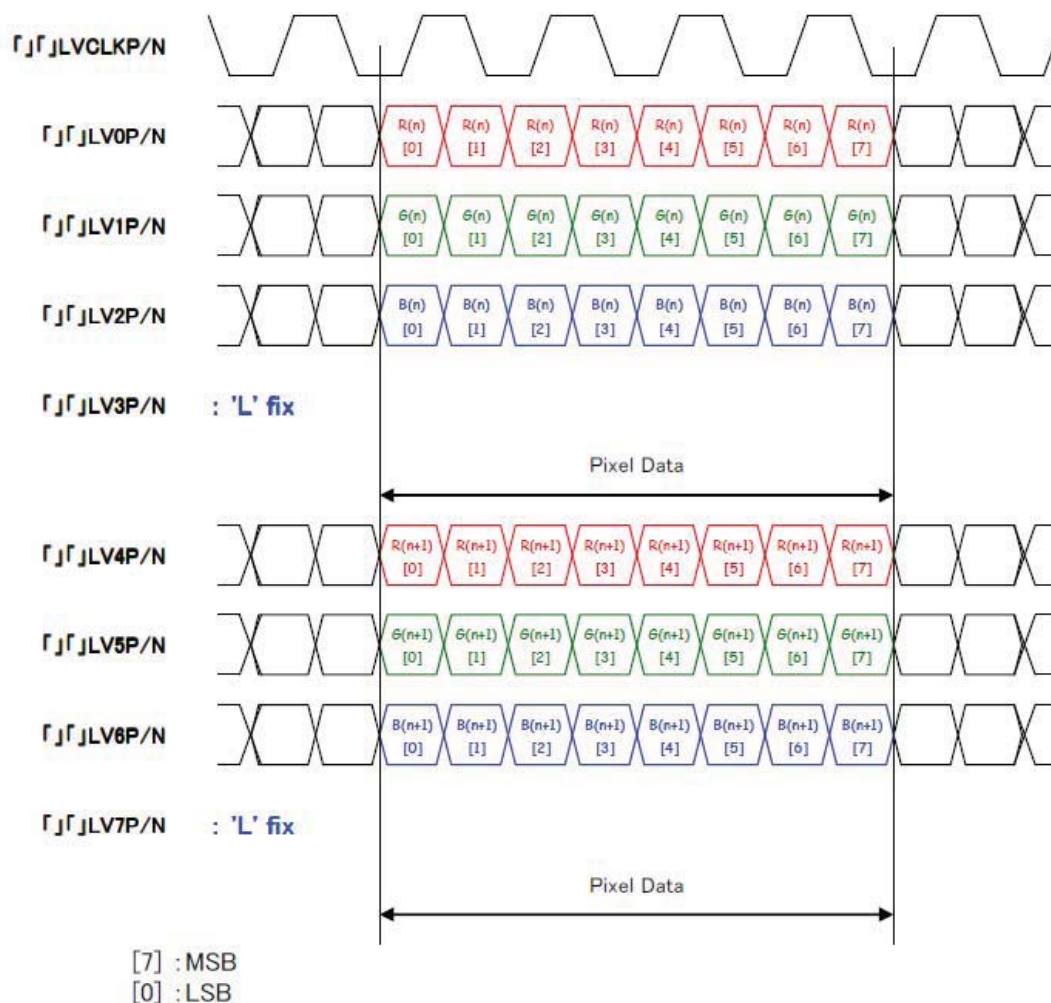 ｢｣｢｣LVCLKP/N
｢｣｢｣LV0P/N
R(n) R(n) R(n) R(n) R(n) R(n) R(n) R(n)
[0] [1] [2] [3] [4] [5] [6] [7]
｢｣｢｣LV1P/N
G(n) G(n) G(n) G(n) G(n) G(n) G(n) G(n)
[0] [1] [2] [3] [4] [5] [6] [7]
｢｣｢｣LV2P/N
B(n) B(n) B(n) B(n) B(n) B(n) B(n) B(n)
[0] [1] [2] [3] [4] [5] [6] [7]
｢｣｢｣LV3P/N : 'L' fix
Pixel Data
｢｣｢｣LV4P/N
R(n+1) R(n+1) R(n+1) R(n+1) R(n+1) R(n+1) R(n+1) R(n+1)
[0] [1] [2] [3] [4] [5] [6] [7]
｢｣｢｣LV5P/N
G(n+1) G(n+1) G(n+1) G(n+1) G(n+1) G(n+1) G(n+1) G(n+1)
[0] [1] [2] [3] [4] [5] [6] [7]
｢｣｢｣LV6P/N
B(n+1) B(n+1) B(n+1) B(n+1) B(n+1) B(n+1) B(n+1) B(n+1)
[0] [1] [2] [3] [4] [5] [6] [7]
｢｣｢｣LV7P/N : 'L' fix
Pixel Data
[7] : MSB
[0] : LSB